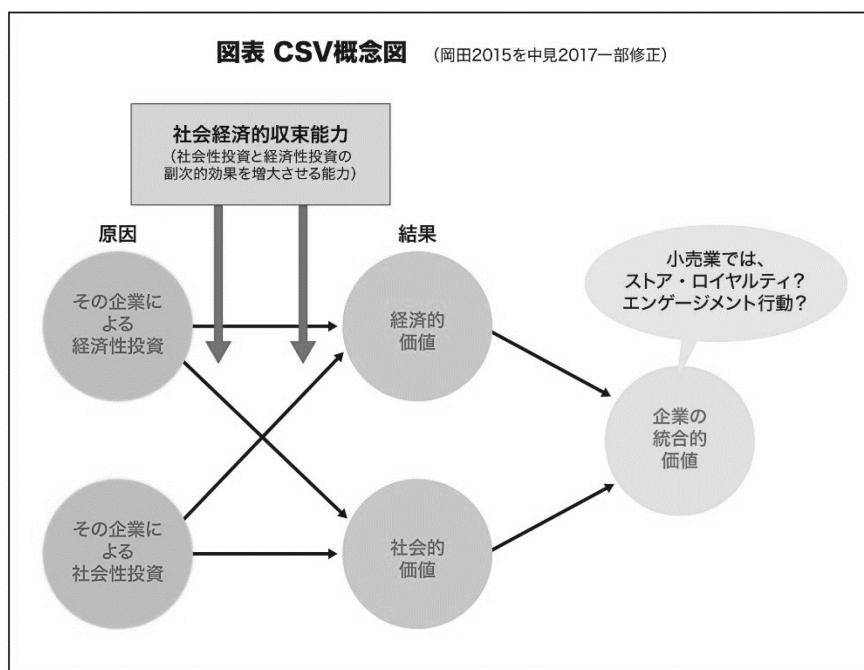 図表 CSV概念図 (岡田2015を中見2017一部修正)
社会経済的収束能力
(社会性投資と経済性投資の
副次的効果を増大させる能力)
原因
結果
その企業に
よる
経済性投資
経済的
価値
小売業では、
ストア・ロイヤルティ?
エンゲージメント行動?
企業の
統合的
価値
その企業に
よる
社会性投資
社会的
価値